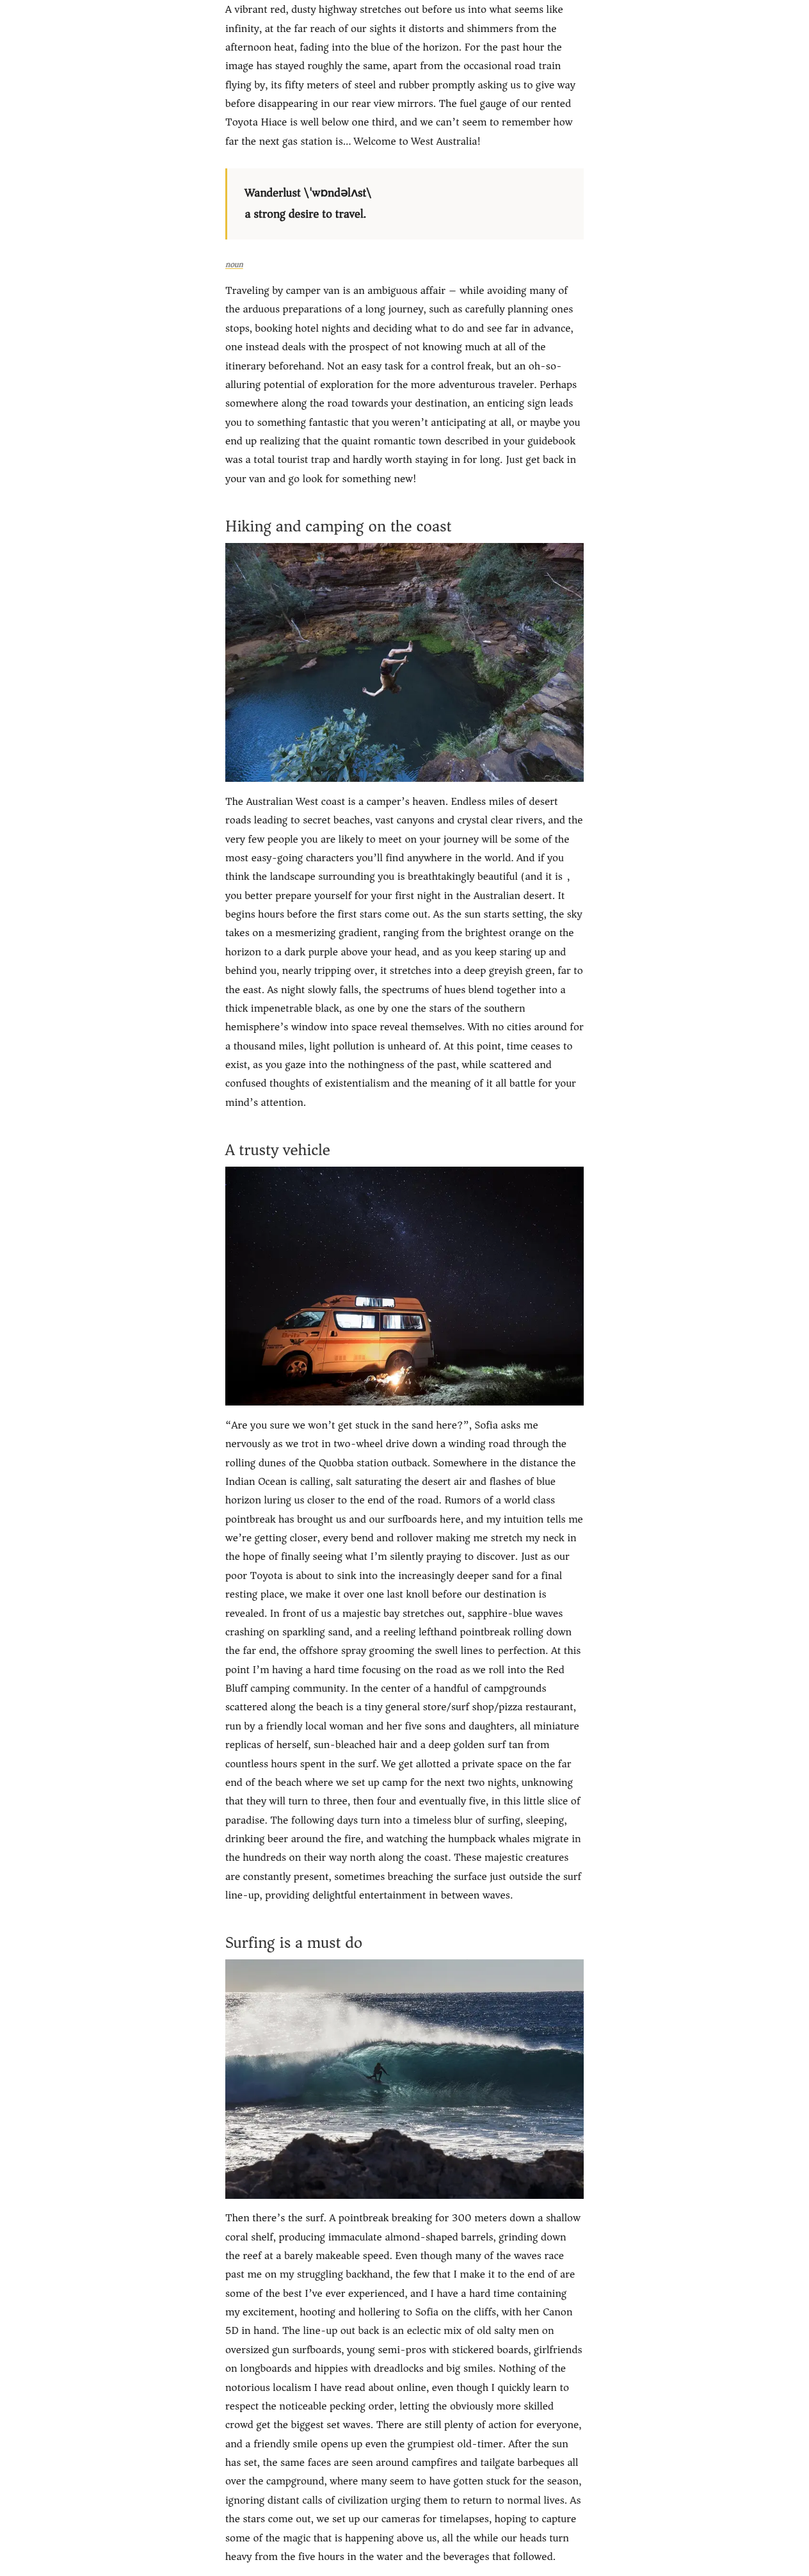 A vibrant red, dusty highway stretches out before us into what seems like
infinity, at the far reach of our sights it distorts and shimmers from the
afternoon heat, fading into the blue of the horizon. For the past hour the
image has stayed roughly the same, apart from the occasional road train
flying by, its fifty meters of steel and rubber promptly asking us to give way
before disappearing in our rear view mirrors. The fuel gauge of our rented
Toyota Hiace is well below one third, and we can’t seem to remember how
far the next gas station is… Welcome to West Australia!
Wanderlust \ˈwɒndəlʌst\
a strong desire to travel.
noun
Traveling by camper van is an ambiguous affair – while avoiding many of
the arduous preparations of a long journey, such as carefully planning ones
stops, booking hotel nights and deciding what to do and see far in advance,
one instead deals with the prospect of not knowing much at all of the
itinerary beforehand. Not an easy task for a control freak, but an oh-so-
alluring potential of exploration for the more adventurous traveler. Perhaps
somewhere along the road towards your destination, an enticing sign leads
you to something fantastic that you weren’t anticipating at all, or maybe you
end up realizing that the quaint romantic town described in your guidebook
was a total tourist trap and hardly worth staying in for long. Just get back in
your van and go look for something new!
Hiking and camping on the coast
The Australian West coast is a camper’s heaven. Endless miles of desert
roads leading to secret beaches, vast canyons and crystal clear rivers, and the
very few people you are likely to meet on your journey will be some of the
most easy-going characters you’ll find anywhere in the world. And if you
think the landscape surrounding you is breathtakingly beautiful (and it is ,
you better prepare yourself for your first night in the Australian desert. It
begins hours before the first stars come out. As the sun starts setting, the sky
takes on a mesmerizing gradient, ranging from the brightest orange on the
horizon to a dark purple above your head, and as you keep staring up and
behind you, nearly tripping over, it stretches into a deep greyish green, far to
the east. As night slowly falls, the spectrums of hues blend together into a
thick impenetrable black, as one by one the stars of the southern
hemisphere’s window into space reveal themselves. With no cities around for
a thousand miles, light pollution is unheard of. At this point, time ceases to
exist, as you gaze into the nothingness of the past, while scattered and
confused thoughts of existentialism and the meaning of it all battle for your
mind’s attention.
A trusty vehicle
“Are you sure we won’t get stuck in the sand here?”, Sofia asks me
nervously as we trot in two-wheel drive down a winding road through the
rolling dunes of the Quobba station outback. Somewhere in the distance the
Indian Ocean is calling, salt saturating the desert air and flashes of blue
horizon luring us closer to the end of the road. Rumors of a world class
pointbreak has brought us and our surfboards here, and my intuition tells me
we’re getting closer, every bend and rollover making me stretch my neck in
the hope of finally seeing what I’m silently praying to discover. Just as our
poor Toyota is about to sink into the increasingly deeper sand for a final
resting place, we make it over one last knoll before our destination is
revealed. In front of us a majestic bay stretches out, sapphire-blue waves
crashing on sparkling sand, and a reeling lefthand pointbreak rolling down
the far end, the offshore spray grooming the swell lines to perfection. At this
point I’m having a hard time focusing on the road as we roll into the Red
Bluff camping community. In the center of a handful of campgrounds
scattered along the beach is a tiny general store/surf shop/pizza restaurant,
run by a friendly local woman and her five sons and daughters, all miniature
replicas of herself, sun-bleached hair and a deep golden surf tan from
countless hours spent in the surf. We get allotted a private space on the far
end of the beach where we set up camp for the next two nights, unknowing
that they will turn to three, then four and eventually five, in this little slice of
paradise. The following days turn into a timeless blur of surfing, sleeping,
drinking beer around the fire, and watching the humpback whales migrate in
the hundreds on their way north along the coast. These majestic creatures
are constantly present, sometimes breaching the surface just outside the surf
line-up, providing delightful entertainment in between waves.
Surfing is a must do
Then there’s the surf. A pointbreak breaking for 300 meters down a shallow
coral shelf, producing immaculate almond-shaped barrels, grinding down
the reef at a barely makeable speed. Even though many of the waves race
past me on my struggling backhand, the few that I make it to the end of are
some of the best I’ve ever experienced, and I have a hard time containing
my excitement, hooting and hollering to Sofia on the cliffs, with her Canon
5D in hand. The line-up out back is an eclectic mix of old salty men on
oversized gun surfboards, young semi-pros with stickered boards, girlfriends
on longboards and hippies with dreadlocks and big smiles. Nothing of the
notorious localism I have read about online, even though I quickly learn to
respect the noticeable pecking order, letting the obviously more skilled
crowd get the biggest set waves. There are still plenty of action for everyone,
and a friendly smile opens up even the grumpiest old-timer. After the sun
has set, the same faces are seen around campfires and tailgate barbeques all
over the campground, where many seem to have gotten stuck for the season,
ignoring distant calls of civilization urging them to return to normal lives. As
the stars come out, we set up our cameras for timelapses, hoping to capture
some of the magic that is happening above us, all the while our heads turn
heavy from the five hours in the water and the beverages that followed.